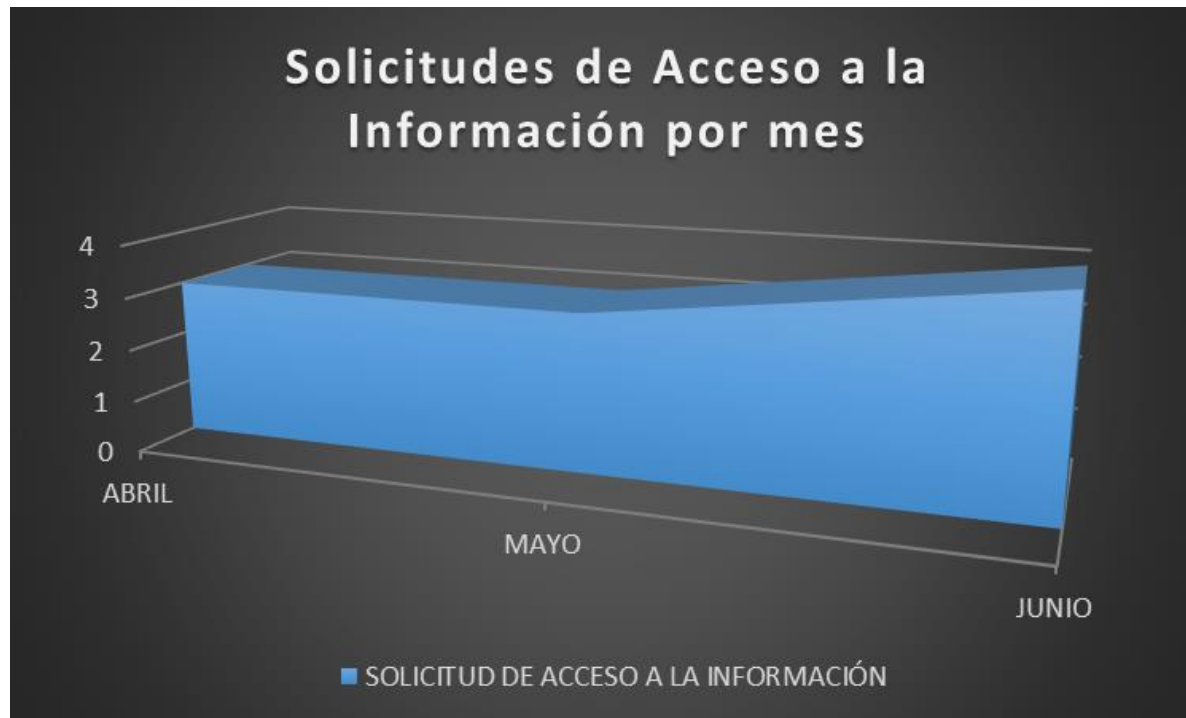 Solicitudes de Acceso a la
Información por mes
4
3
2
1
0
ABRIL
MAYO
JUNIO
SOLICITUD DE ACCESO A LA INFORMACIÓN